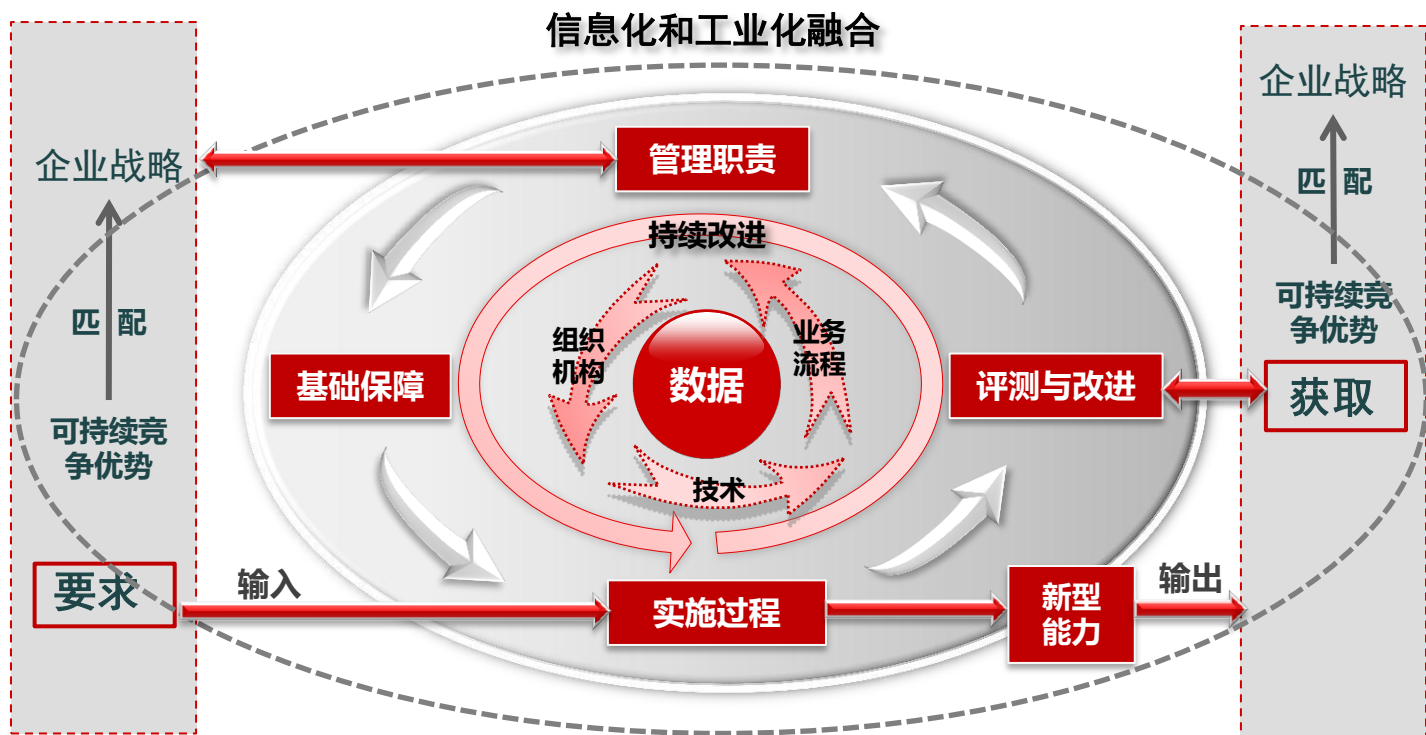 信息化和工业化融合
企业战略
匹 配
可持续竞
争优势
要求
输入
管理职责
持续改进
组织
机构
业务
流程
数据
技术
基础保障
评测与改进
实施过程
新型
能力
输出
企业战略
匹 配
可持续竞
争优势
获取